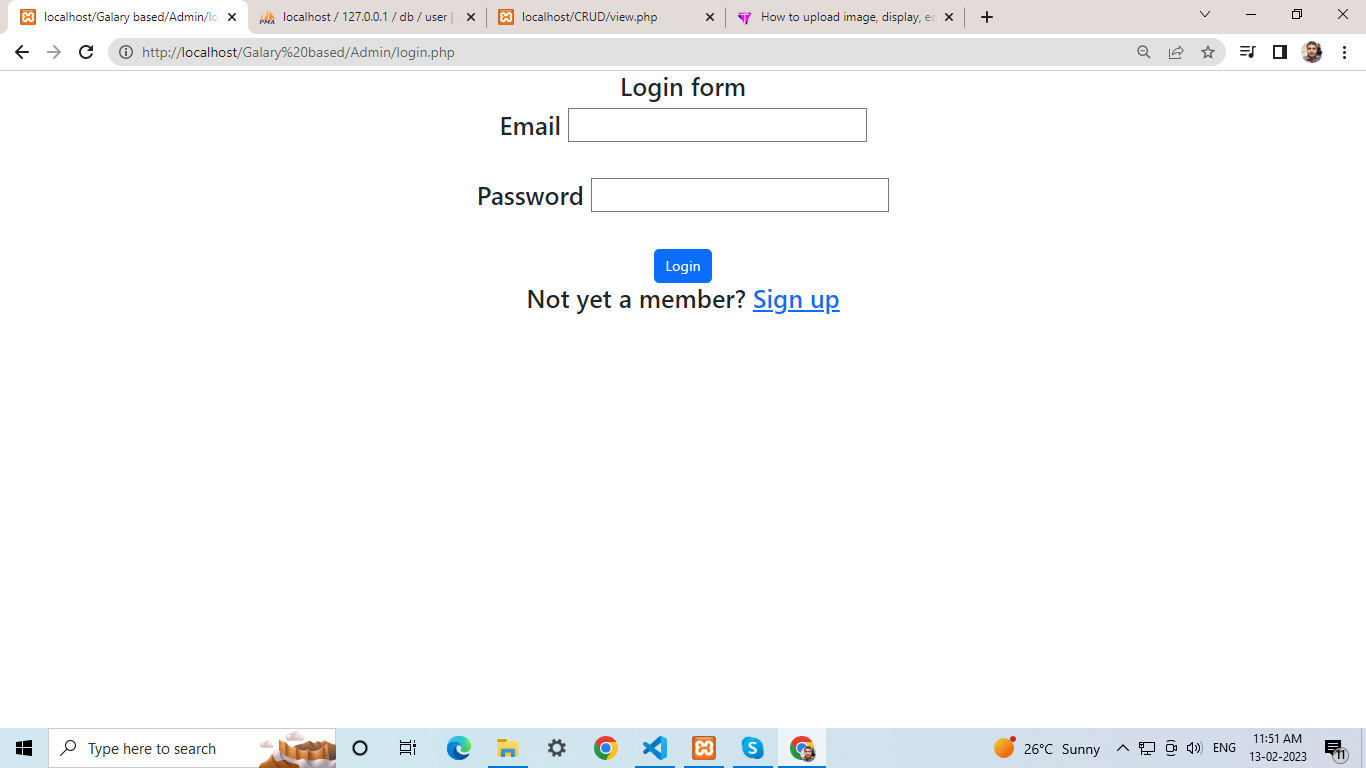 localhost/Galary based/Admin/lo
localhost / 127.0.0.1 / db / user |
localhost/CRUD/view.php
How to upload image, display, ed
http://localhost/Galary%20based/Admin/login.php
Login form
Email
Password
Login
Not yet a member? Sign up
Type here to search
26°C Sunny
ENG
11:51 AM
13-02-2023
11